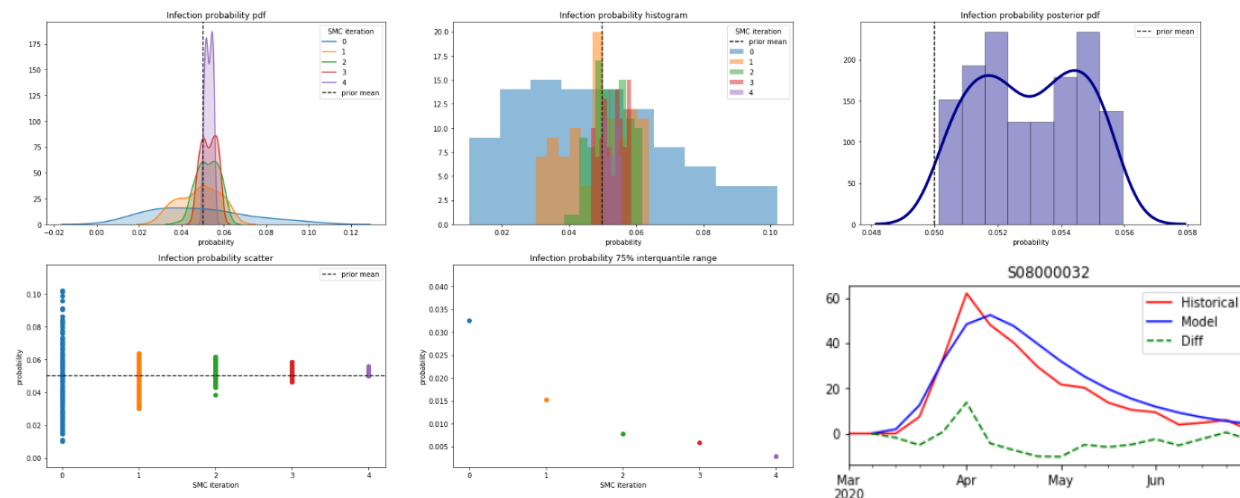 Infection probability pdf
175
150
125
100
75
50
25
0
−0.02 0.00 0.02 0.04 0.06 0.08 0.10 0.12
probability
SMC iteration
0
1
2
3
4
prior mean
Infection probability histogram
20.0
17.5
15.0
12.5
10.0
7.5
5.0
2.5
0.0
0.02 0.04 0.06 0.08 0.10
probability
SMC iteration
prior mean
0
1
2
3
4
Infection probability posterior pdf
200
150
100
50
0
0.048 0.050 0.052 0.054 0.056 0.058
probability
prior mean
Infection probability scatter
probability
0.10
0.08
0.06
0.04
0.02
0.00
0 1 2 3 4
SMC iteration
prior mean
Infection probability 75% interquantile range
probability
0.040
0.035
0.030
0.025
0.020
0.015
0.010
0.005
0 1 2 3 4
SMC iteration
S08000032
60
40
20
0
Mar Apr May Jun
2020
Historical
Model
Diff